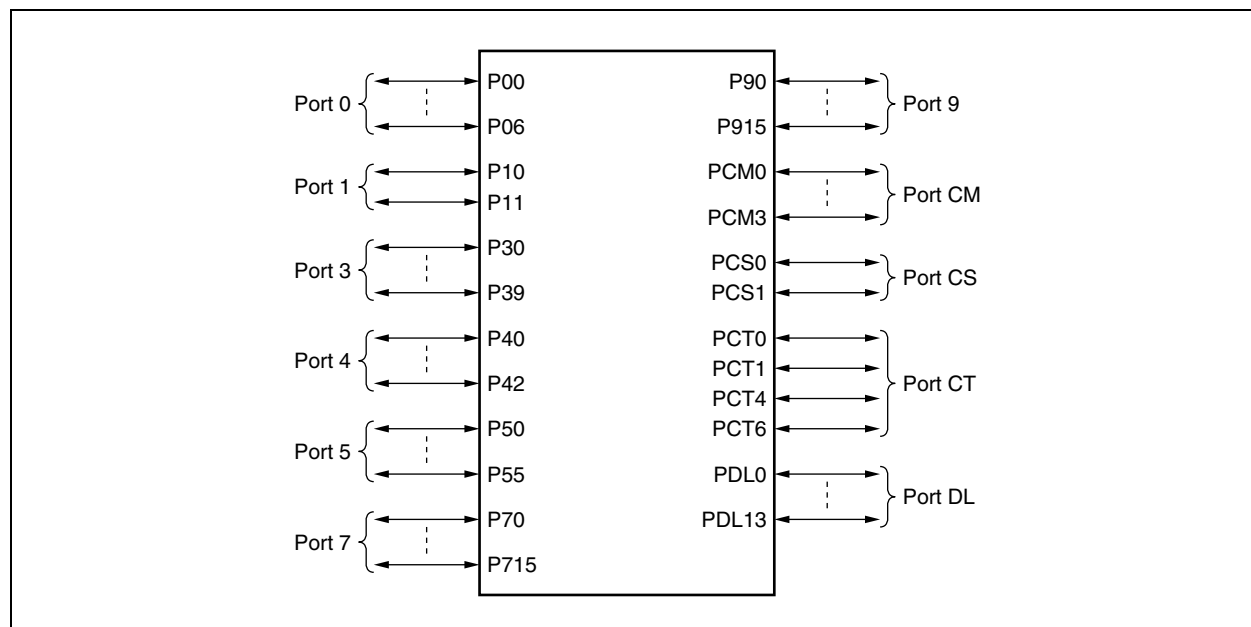 Port 0
P00
P06
Port 1
P10
P11
Port 3
P30
P39
Port 4
P40
P42
Port 5
P50
P55
Port 7
P70
P715
P90
P915
Port 9
PCM0
PCM3
Port CM
PCS0
PCS1
Port CS
PCT0
PCT1
PCT4
PCT6
Port CT
PDL0
PDL13
Port DL